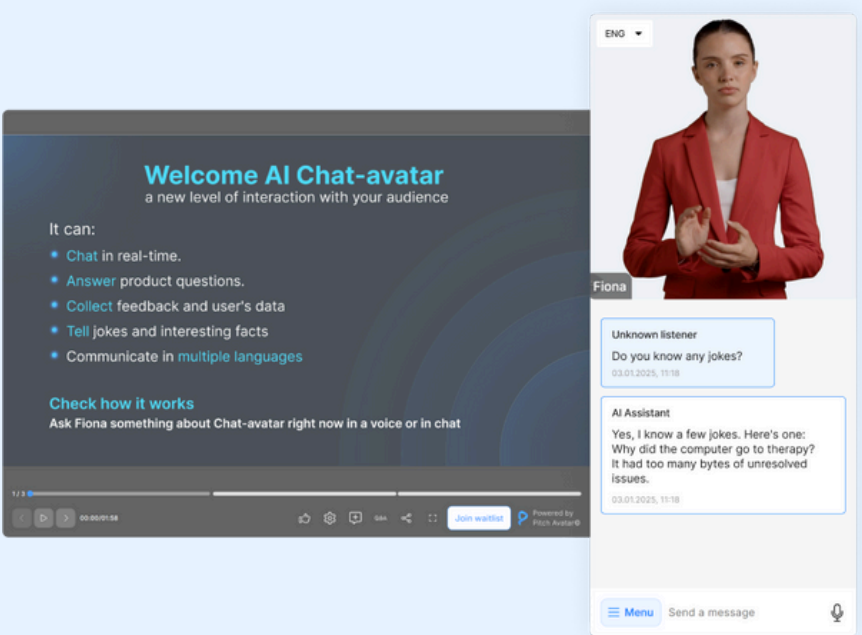 Welcome AI Chat-avatar
a new level of interaction with your audience
It can:
Chat in real-time.
Answer product questions.
Collect feedback and user's data
Tell jokes and interesting facts
Communicate in multiple languages
Check how it works
Ask Fiona something about Chat-avatar right now in a voice or in chat
1/3
00:00/01:58
Q&A
Join waitlist
Powered by
Pitch Avatar©
ENG
Fiona
Unknown listener
Do you know any jokes?
03.01.2025, 11:18
AI Assistant
Yes, I know a few jokes. Here's one:
Why did the computer go to therapy?
It had too many bytes of unresolved
issues.
03.01.2025, 11:18
Menu
Send a message